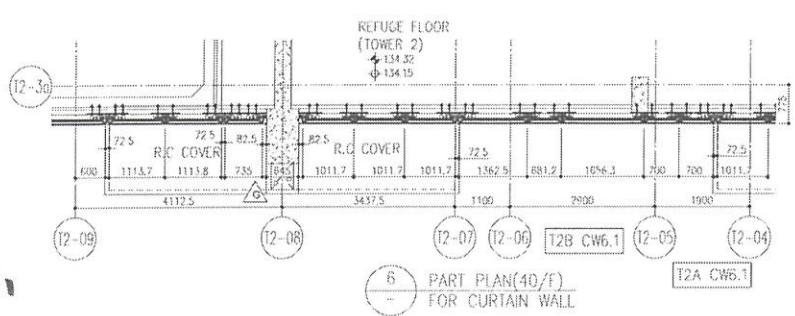 REFUGE FLOOR
(TOWER 2)
134.32
134.15
T2-3a
775
72.5 72.5 82.5 82.5 72.5 72.5
R.C COVER R.C COVER
600 1113.7 1113.8 735 645 1011.7 1011.7 1011.7 1362.5 681.2 1056.3 700 700 1011.7
G
4112.5 3437.5 1100 2900 1900
T2-09 T2-08 T2-07 T2-06 T2B CW6.1 T2-05 T2-04
T2A CW6.1
6 PART PLAN(40/F)
- FOR CURTAIN WALL